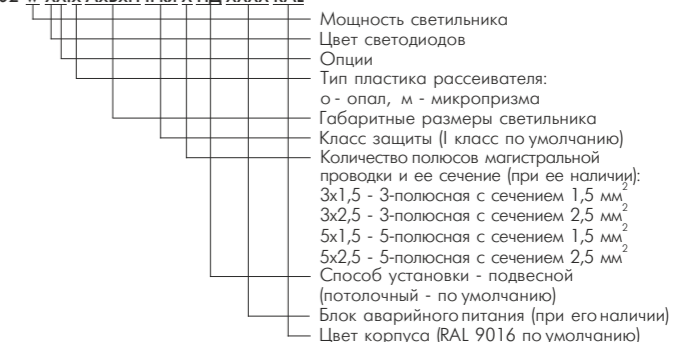 Мощность светильника
Цвет светодиодов
Опции
Тип пластика рассеивателя:
о - опал, м - микропризма
Габаритные размеры светильника
Класс защиты (I класс по умолчанию)
Количество полюсов магистральной
проводки и ее сечение (при ее наличии):
3х1,5 - 3-полюсная с сечением 1,5 мм²
3х2,5 - 3-полюсная с сечением 2,5 мм²
5х1,5 - 5-полюсная с сечением 1,5 мм²
5х2,5 - 5-полюсная с сечением 2,5 мм²
Способ установки - подвесной
(потолочный - по умолчанию)
Блок аварийного питания (при его наличии)
Цвет корпуса (RAL 9016 по умолчанию)